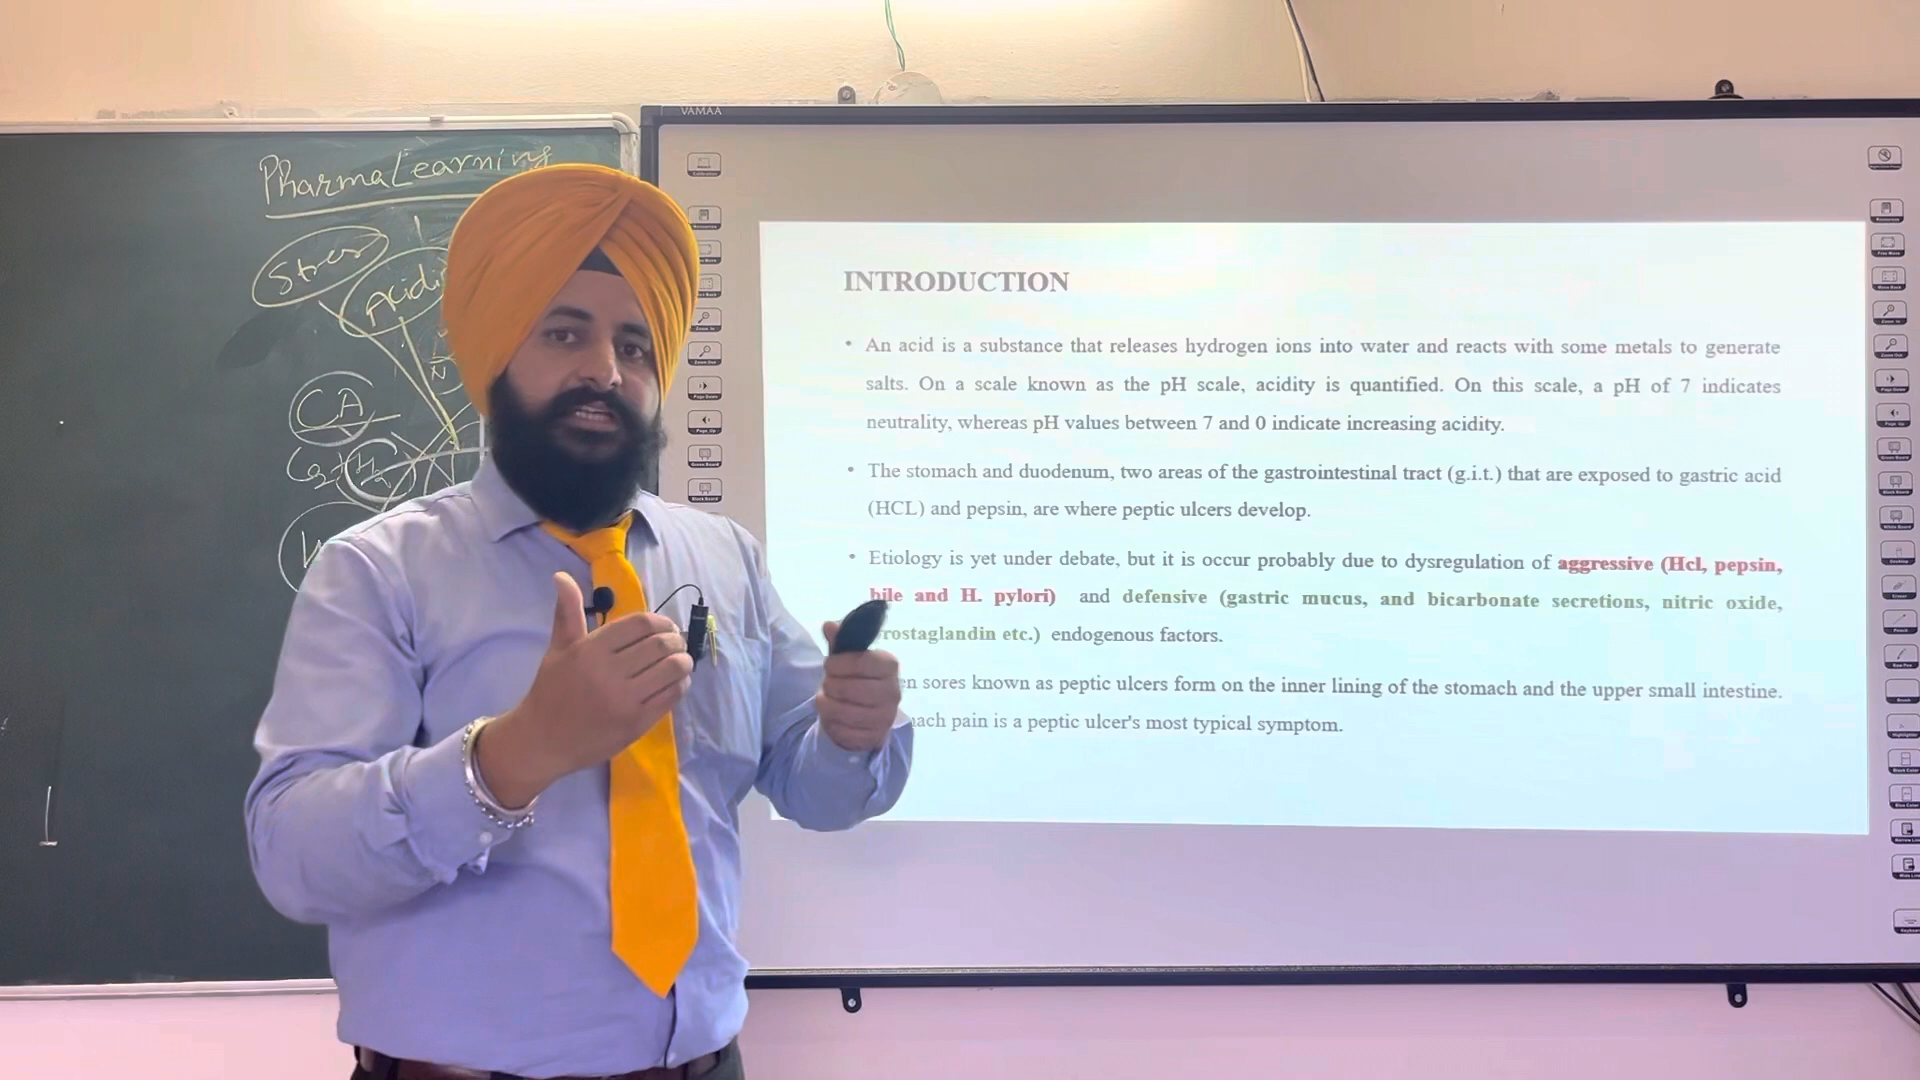 VAMAA
PharmaLearning
Stress
Acidi
CA
INTRODUCTION
• An acid is a substance that releases hydrogen ions into water and reacts with some metals to generate
salts. On a scale known as the pH scale, acidity is quantified. On this scale, a pH of 7 indicates
neutrality, whereas pH values between 7 and 0 indicate increasing acidity.
• The stomach and duodenum, two areas of the gastrointestinal tract (g.i.t.) that are exposed to gastric acid
(HCL) and pepsin, are where peptic ulcers develop.
• Etiology is yet under debate, but it is occur probably due to dysregulation of aggressive (Hcl, pepsin,
bile and H. pylori) and defensive (gastric mucus, and bicarbonate secretions, nitric oxide,
rostaglandin etc.) endogenous factors.
en sores known as peptic ulcers form on the inner lining of the stomach and the upper small intestine.
ach pain is a peptic ulcer's most typical symptom.